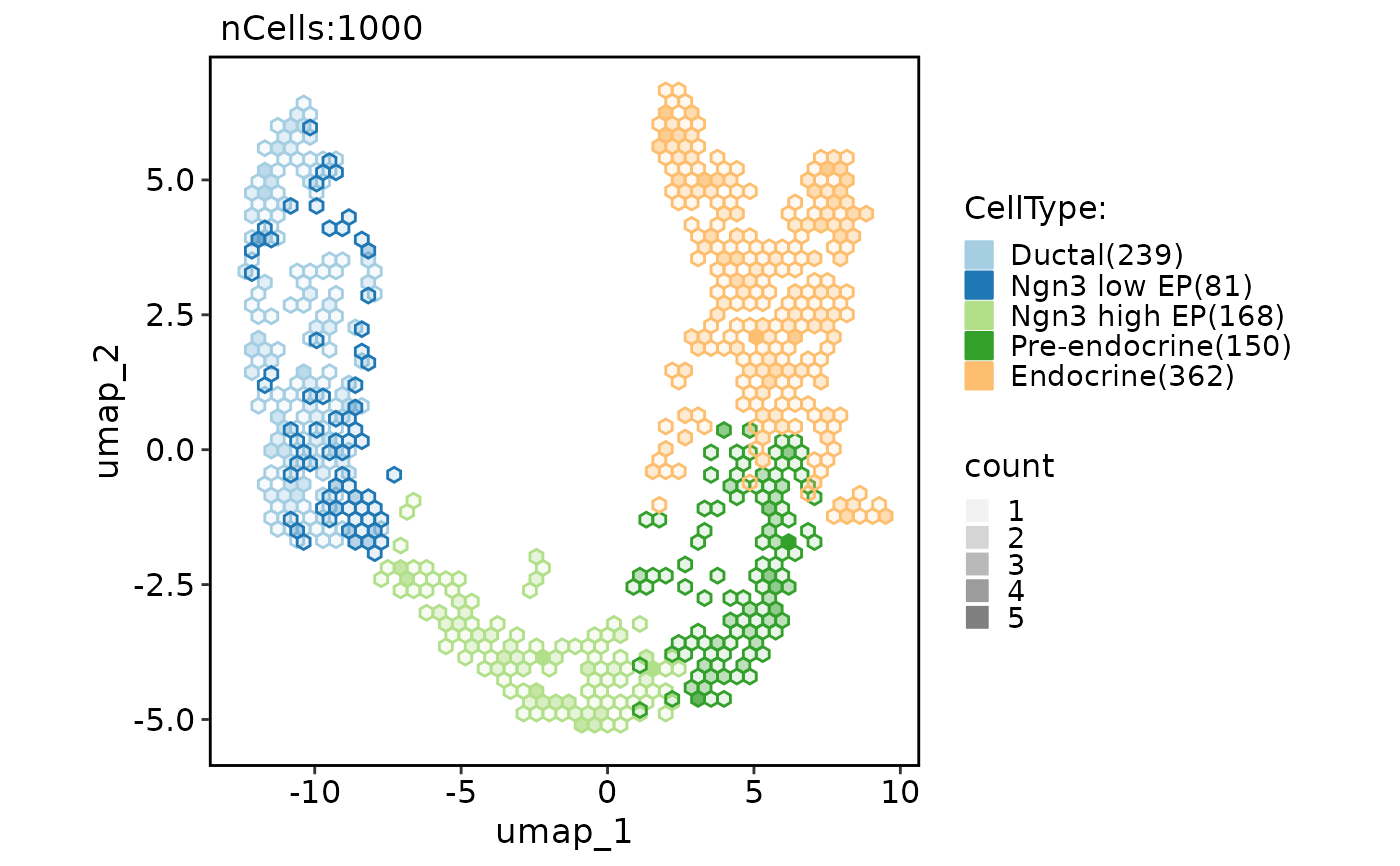 nCells:1000
umap_2
5.0
2.5
0.0
-2.5
-5.0
-10
-5
0
5
10
umap_1
CellType:
Ductal(239)
Ngn3 low EP(81)
Ngn3 high EP(168)
Pre-endocrine(150)
Endocrine(362)
count
1
2
3
4
5